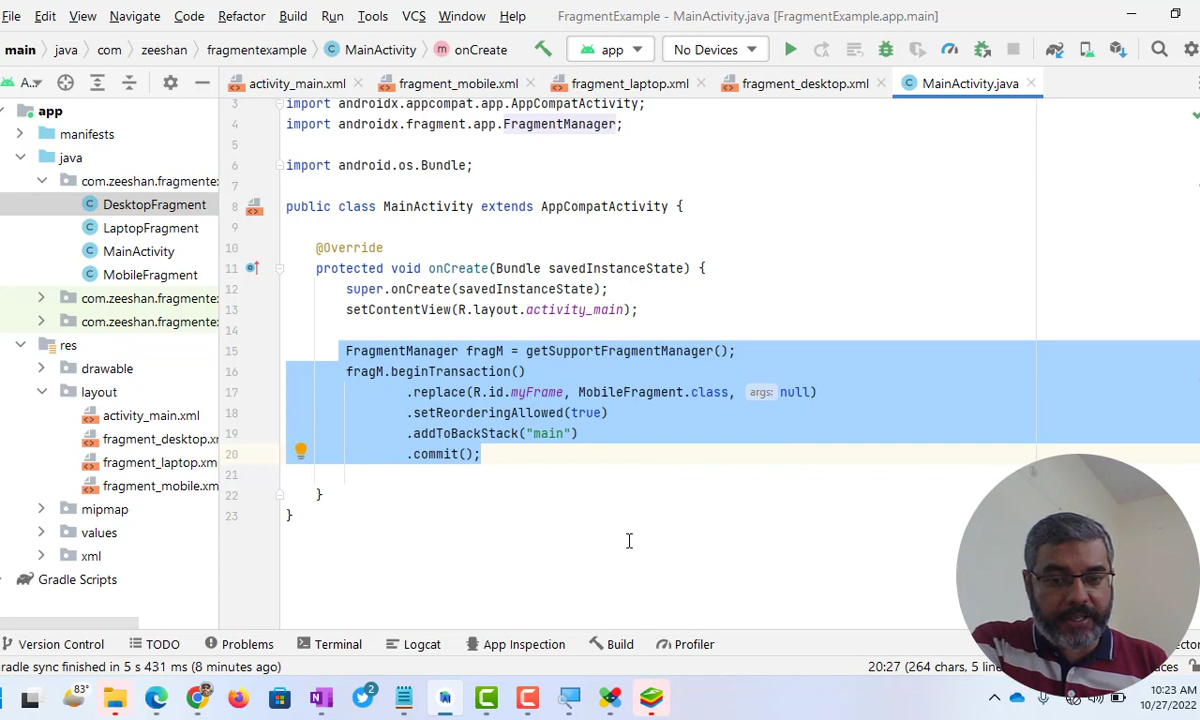 File Edit View Navigate Code Refactor Build Run Tools VCS Window Help FragmentExample - MainActivity.java [FragmentExample.app.main]
main java com zeeshan fragmentexample MainActivity onCreate app No Devices
A.. activity_main.xml fragment_mobile.xml fragment_laptop.xml fragment_desktop.xml MainActivity.java
app
manifests
java
com.zeeshan.fragmente
DesktopFragment
LaptopFragment
MainActivity
MobileFragment
com.zeeshan.fragmente
com.zeeshan.fragmente
res
drawable
layout
activity_main.xml
fragment_desktop.xm
fragment_laptop.xm
fragment_mobile.xm
mipmap
values
xml
Gradle Scripts
3 import androidx.appcompat.app.AppCompatActivity;
4 import androidx.fragment.app.FragmentManager;
5
6 import android.os.Bundle;
7
8 public class MainActivity extends AppCompatActivity {
9
10 @Override
11 protected void onCreate(Bundle savedInstanceState) {
12 super.onCreate(savedInstanceState);
13 setContentView(R.layout.activity_main);
14
15 FragmentManager fragM = getSupportFragmentManager();
16 fragM.beginTransaction()
17 .replace(R.id.myFrame, MobileFragment.class, args: null)
18 .setReorderingAllowed(true)
19 .addToBackStack("main")
20 .commit();
21
22 }
23 }
Version Control TODO Problems Terminal Logcat App Inspection Build Profiler
radle sync finished in 5 s 431 ms (8 minutes ago) 20:27 (264 chars, 5 line
83° 2 10:23 AM
10/27/2022